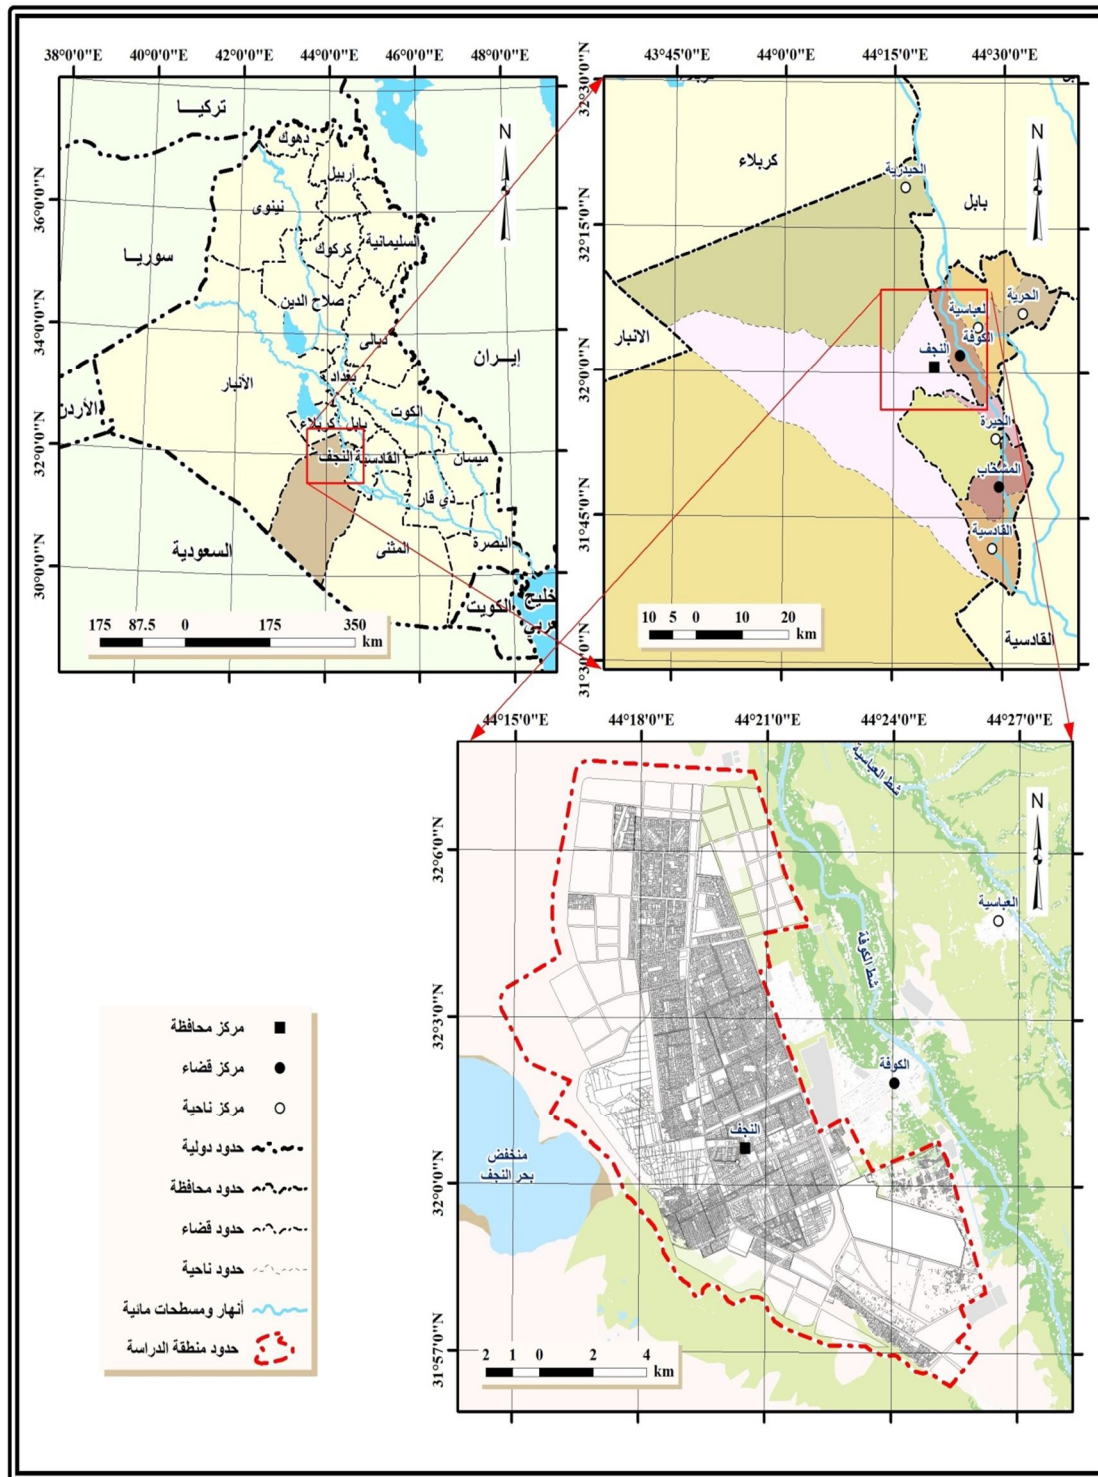 38°0'0"E 40°0'0"E 42°0'0"E 44°0'0"E 46°0'0"E 48°0'0"E
36°0'0"N
34°0'0"N
32°0'0"N
30°0'0"N
N
تركيـــا
دهوك
أربيل
نينوى
السليمانية
كركوك
سوريـــا
صلاح الدين
ديالى
إيـــران
بغداد
الأنبار
الأردن
الكوت
بابل
كربلاء
ميسان
النجف
القادسية
ذي قار
البصرة
المثنى
السعودية
الكويت
خليج
عربي
175 87.5 0 175 350
km
43°45'0"E 44°0'0"E 44°15'0"E 44°30'0"E
32°30'0"N
32°15'0"N
32°0'0"N
31°45'0"N
31°30'0"N
N
كربلاء
الحيدرية
بابل
الحرية
العباسية
الكوفة
النجف
الانبار
الحيرة
المشخاب
القادسية
القادسية
10 5 0 10 20
km
44°15'0"E 44°18'0"E 44°21'0"E 44°24'0"E 44°27'0"E
32°6'0"N
32°3'0"N
32°0'0"N
31°57'0"N
N
شط العباسية
العباسية
شط الكوفة
الكوفة
النجف
منخفض
بحر النجف
2 1 0 2 4
km
مركز محافظة
مركز قضاء
مركز ناحية
حدود دولية
حدود محافظة
حدود قضاء
حدود ناحية
أنهار ومسطحات مائية
حدود منطقة الدراسة